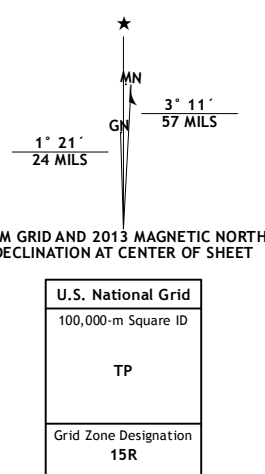 ★
MN
3° 11´
57 MILS
GN
1° 21´
24 MILS
M GRID AND 2013 MAGNETIC NORTH
DECLINATION AT CENTER OF SHEET
U.S. National Grid
100,000-m Square ID
TP
Grid Zone Designation
15R